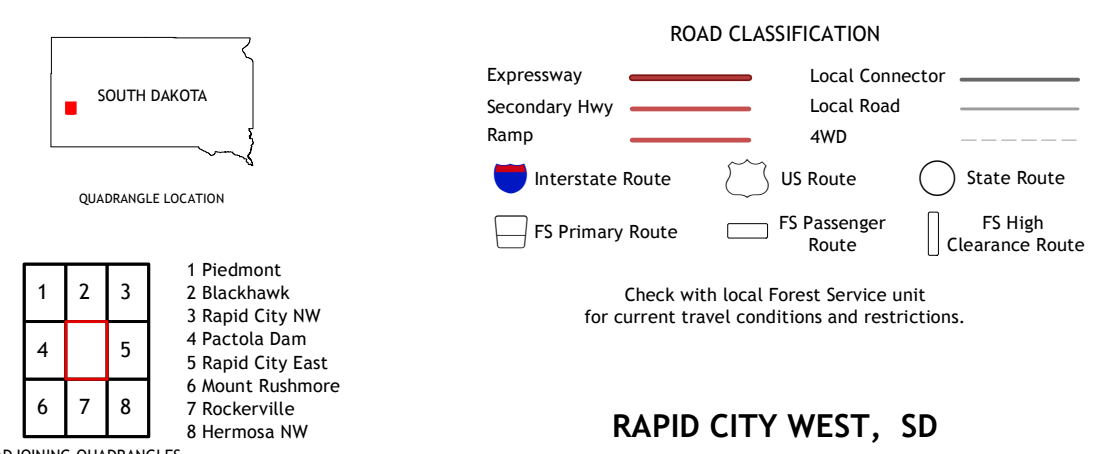 SOUTH DAKOTA
QUADRANGLE LOCATION
1 2 3
4 5
6 7 8
1 Piedmont
2 Blackhawk
3 Rapid City NW
4 Pactola Dam
5 Rapid City East
6 Mount Rushmore
7 Rockerville
8 Hermosa NW
ADJOINING QUADRANGLES
ROAD CLASSIFICATION
Expressway
Local Connector
Secondary Hwy
Local Road
Ramp
4WD
Interstate Route
US Route
State Route
FS Primary Route
FS Passenger
Route
FS High
Clearance Route
Check with local Forest Service unit
for current travel conditions and restrictions.
RAPID CITY WEST, SD